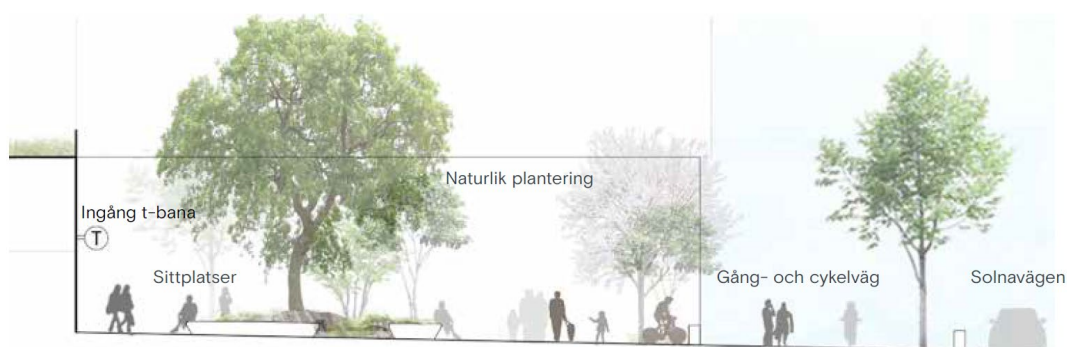 Naturlik plantering
Ingång t-bana
T
Sittplatser
Gång- och cykelväg
Solnavägen